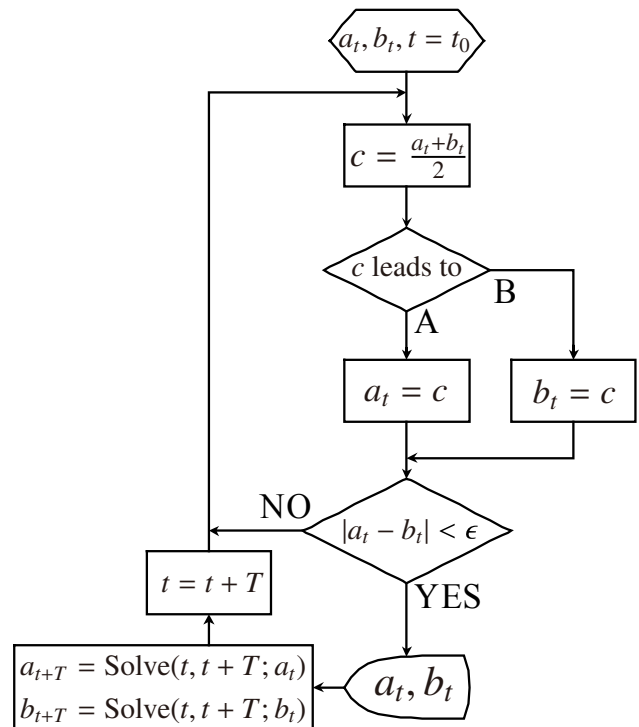 a_t, b_t, t = t_0
c = \frac{a_t+b_t}{2}
c leads to
B
A
a_t = c
b_t = c
NO
|a_t − b_t| < ϵ
t = t + T
YES
a_{t+T} = Solve(t, t + T; a_t)
b_{t+T} = Solve(t, t + T; b_t)
a_t, b_t